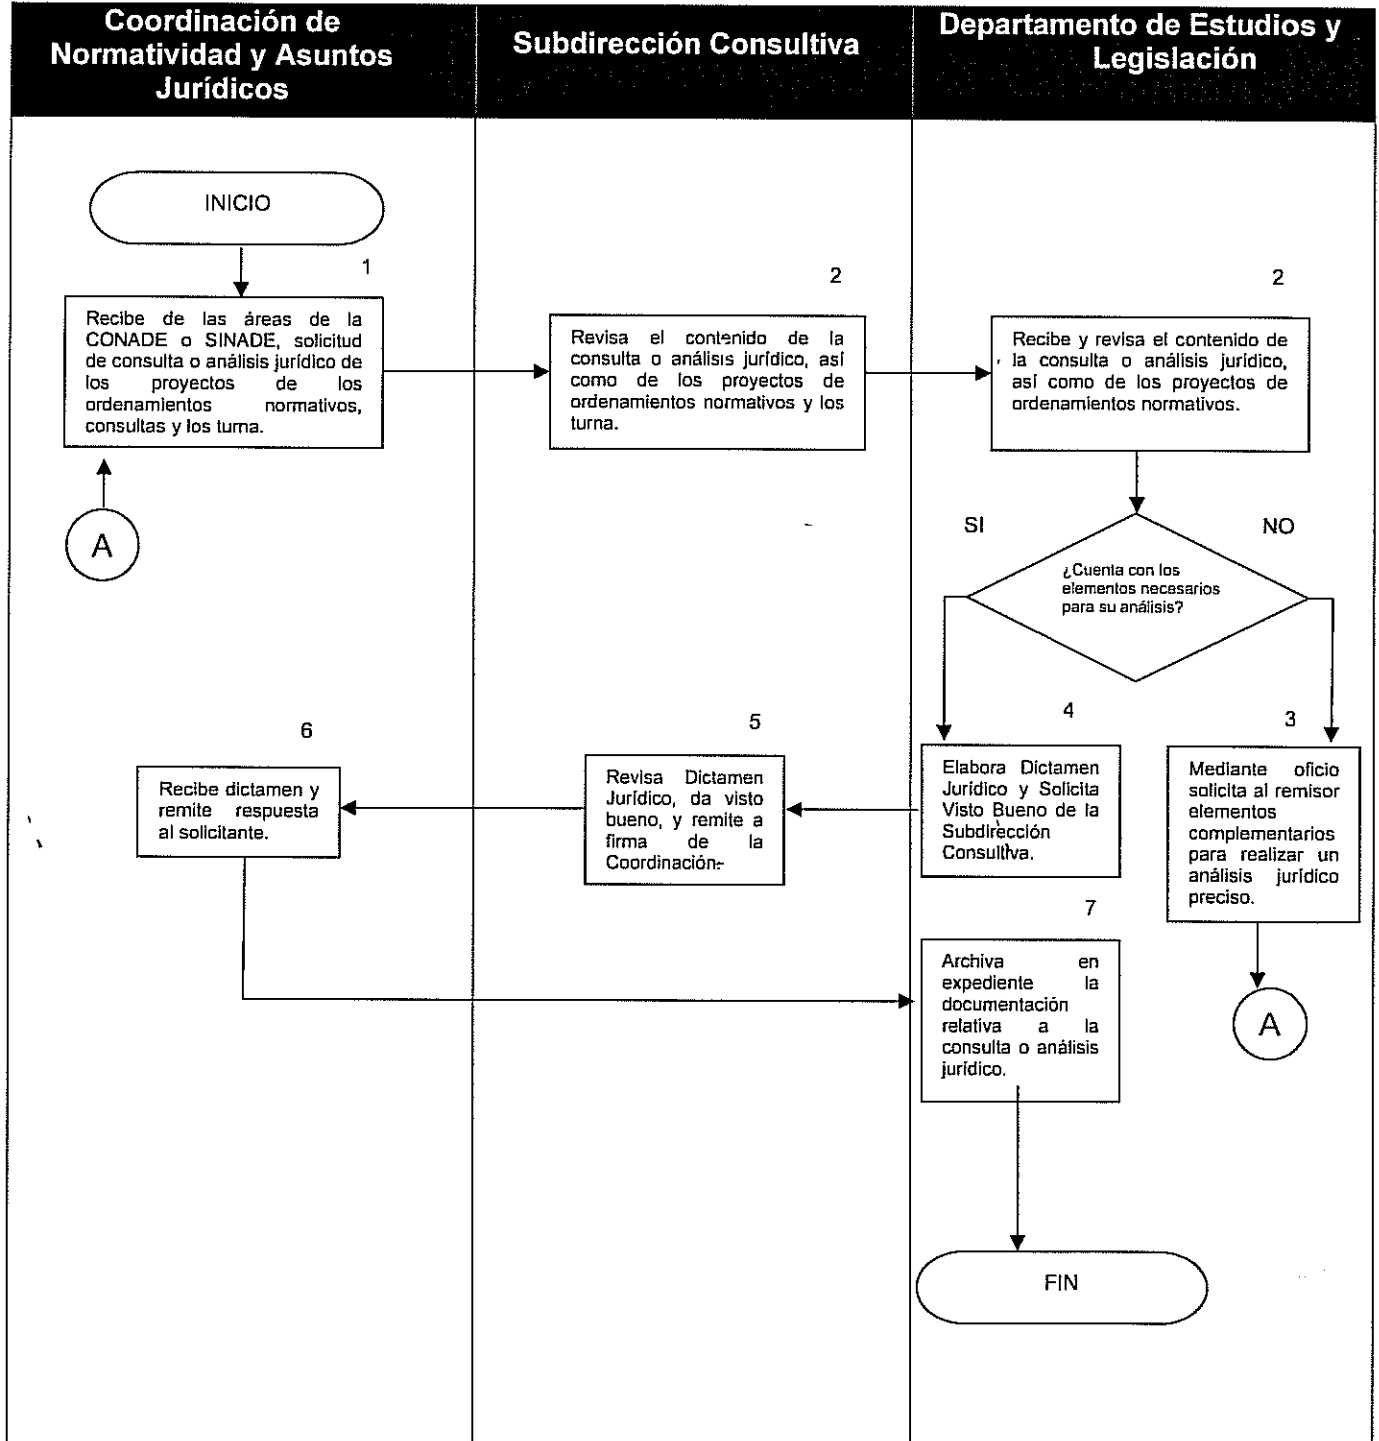 Coordinación de
Normatividad y Asuntos
Jurídicos
Subdirección Consultiva
Departamento de Estudios y
Legislación
INICIO
1
Recibe de las áreas de la
CONADE o SINADE, solicitud
de consulta o análisis jurídico de
los proyectos de los
ordenamientos normativos,
consultas y los turna.
A
2
Revisa el contenido de la
consulta o análisis jurídico, así
como de los proyectos de
ordenamientos normativos y los
turna.
2
Recibe y revisa el contenido de
la consulta o análisis jurídico,
así como de los proyectos de
ordenamientos normativos.
SI
NO
¿Cuenta con los
elementos necesarios
para su análisis?
4
Elabora Dictamen
Jurídico y Solicita
Visto Bueno de la
Subdirección
Consultiva.
3
Mediante oficio
solicita al remisor
elementos
complementarios
para realizar un
análisis jurídico
preciso.
A
5
Revisa Dictamen
Jurídico, da visto
bueno, y remite a
firma de la
Coordinación.
6
Recibe dictamen y
remite respuesta
al solicitante.
7
Archiva en
expediente la
documentación
relativa a la
consulta o análisis
jurídico.
FIN